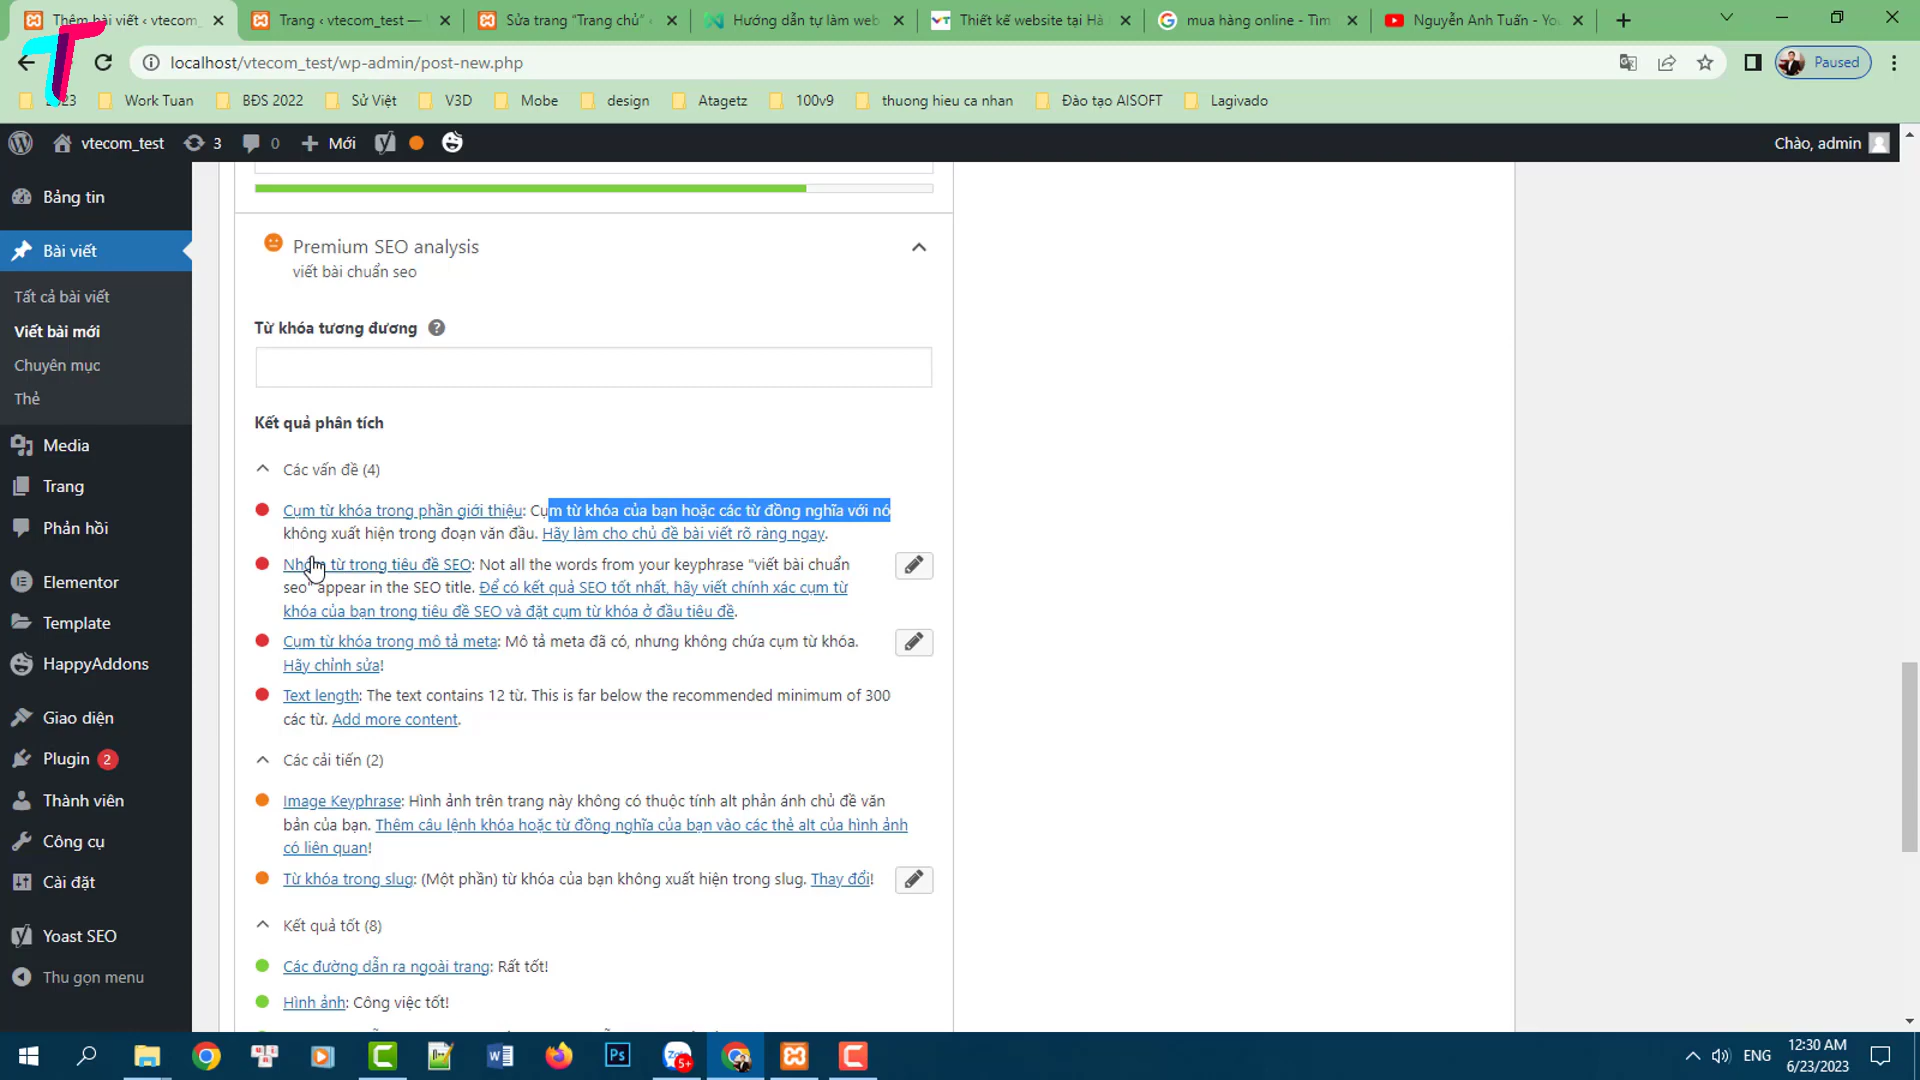 Thêm bài viết ‹ vtecom_
Trang ‹ vtecom_test — W
Sửa trang “Trang chủ” ‹
Hướng dẫn tự làm web
Thiết kế website tại Hà
mua hàng online - Tìm
Nguyễn Anh Tuấn - You
localhost/vtecom_test/wp-admin/post-new.php
Paused
Work Tuan
BĐS 2022
Sử Việt
V3D
Mobe
design
Atagetz
100v9
thuong hieu ca nhan
Đào tạo AISOFT
Lagivado
vtecom_test
3
0
Mới
Chào, admin
Bảng tin
Bài viết
Tất cả bài viết
Viết bài mới
Chuyên mục
Thẻ
Media
Trang
Phản hồi
Elementor
Template
HappyAddons
Giao diện
Plugin 2
Thành viên
Công cụ
Cài đặt
Yoast SEO
Thu gọn menu
Premium SEO analysis
viết bài chuẩn seo
Từ khóa tương đương
Kết quả phân tích
Các vấn đề (4)
Cụm từ khóa trong phần giới thiệu: Cụm từ khóa của bạn hoặc các từ đồng nghĩa với nó
không xuất hiện trong đoạn văn đầu. Hãy làm cho chủ đề bài viết rõ ràng ngay.
Nhóm từ trong tiêu đề SEO: Not all the words from your keyphrase "viết bài chuẩn
seo" appear in the SEO title. Để có kết quả SEO tốt nhất, hãy viết chính xác cụm từ
khóa của bạn trong tiêu đề SEO và đặt cụm từ khóa ở đầu tiêu đề.
Cụm từ khóa trong mô tả meta: Mô tả meta đã có, nhưng không chứa cụm từ khóa.
Hãy chỉnh sửa!
Text length: The text contains 12 từ. This is far below the recommended minimum of 300
các từ. Add more content.
Các cải tiến (2)
Image Keyphrase: Hình ảnh trên trang này không có thuộc tính alt phản ánh chủ đề văn
bản của bạn. Thêm câu lệnh khóa hoặc từ đồng nghĩa của bạn vào các thẻ alt của hình ảnh
có liên quan!
Từ khóa trong slug: (Một phần) từ khóa của bạn không xuất hiện trong slug. Thay đổi!
Kết quả tốt (8)
Các đường dẫn ra ngoài trang: Rất tốt!
Hình ảnh: Công việc tốt!
ENG
12:30 AM
6/23/2023